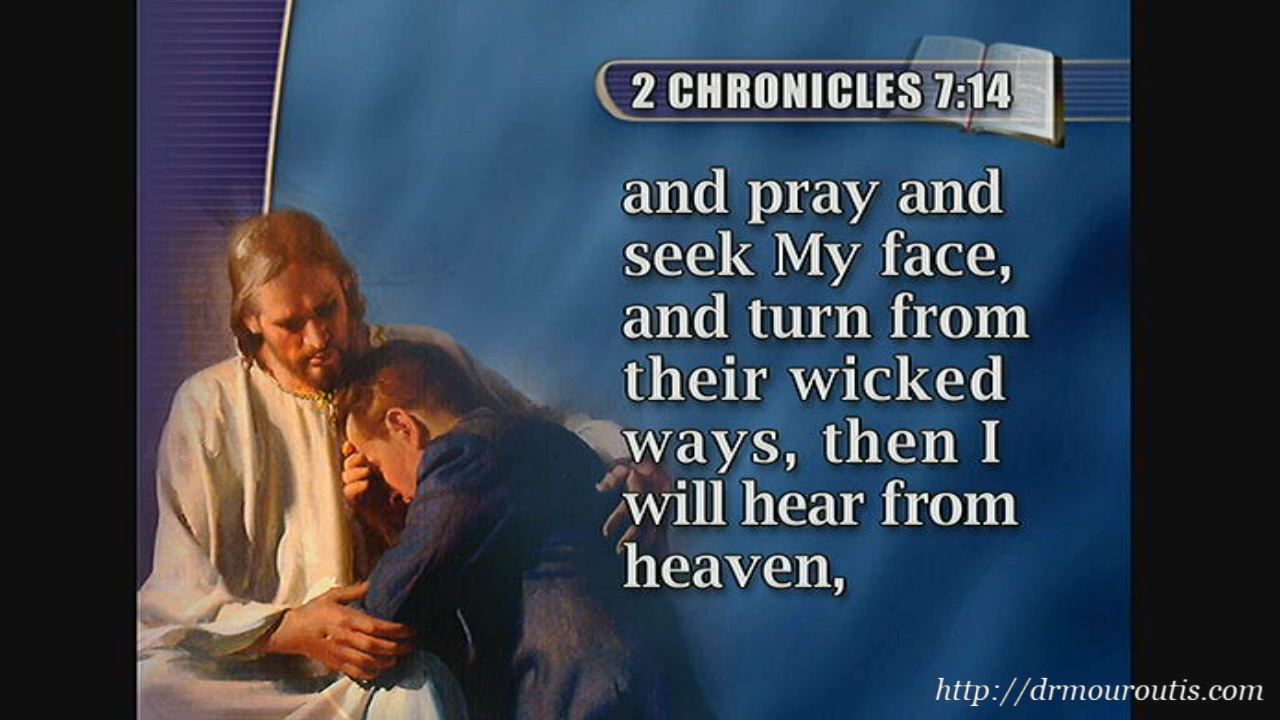 2 CHRONICLES 7:14
and pray and
seek My face,
and turn from
their wicked
ways, then I
will hear from
heaven,
http://drmouroutis.com